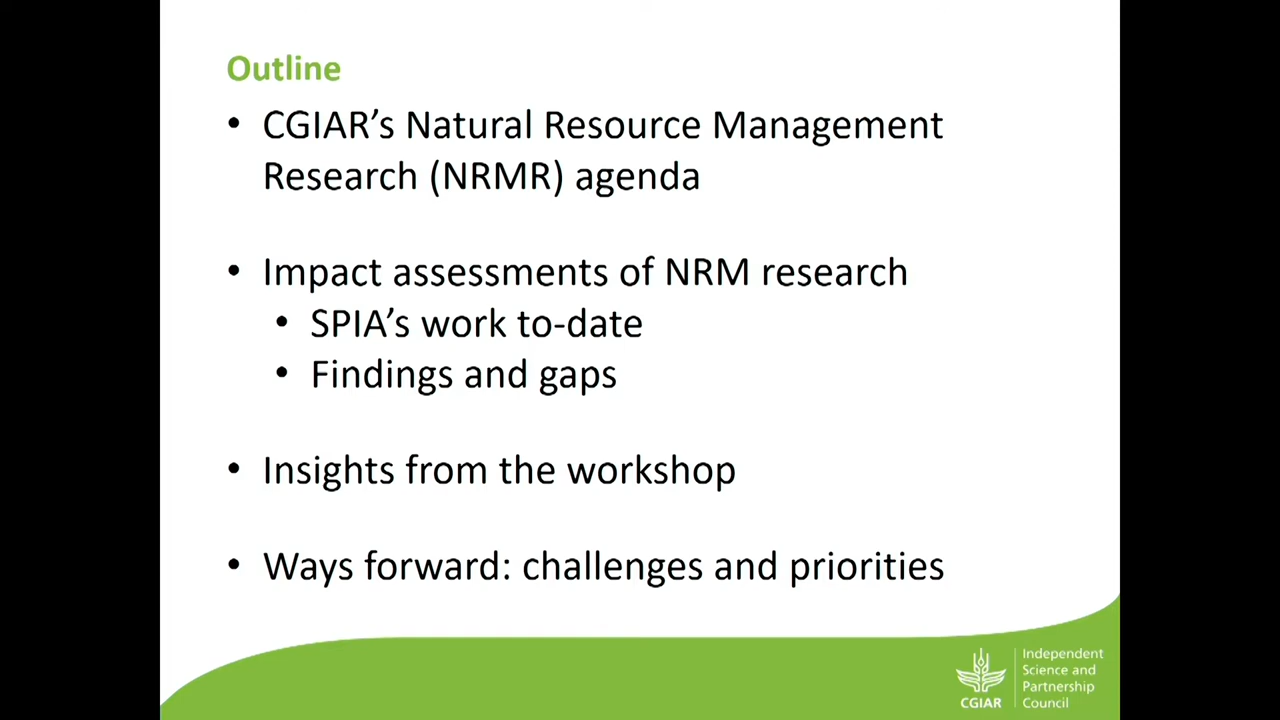 Outline
• CGIAR’s Natural Resource Management
Research (NRMR) agenda
• Impact assessments of NRM research
• SPIA’s work to-date
• Findings and gaps
• Insights from the workshop
• Ways forward: challenges and priorities
CGIAR
Independent
Science and
Partnership
Council